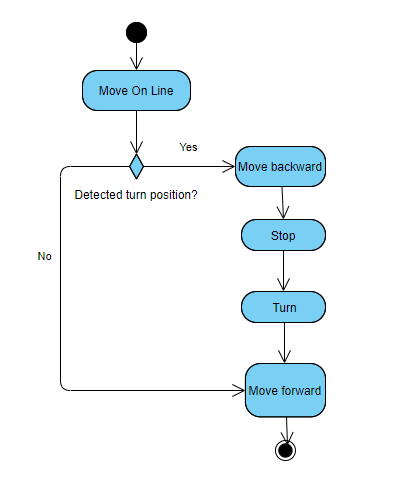 Move On Line
Yes
Move backward
Detected turn position?
Stop
No
Turn
Move forward